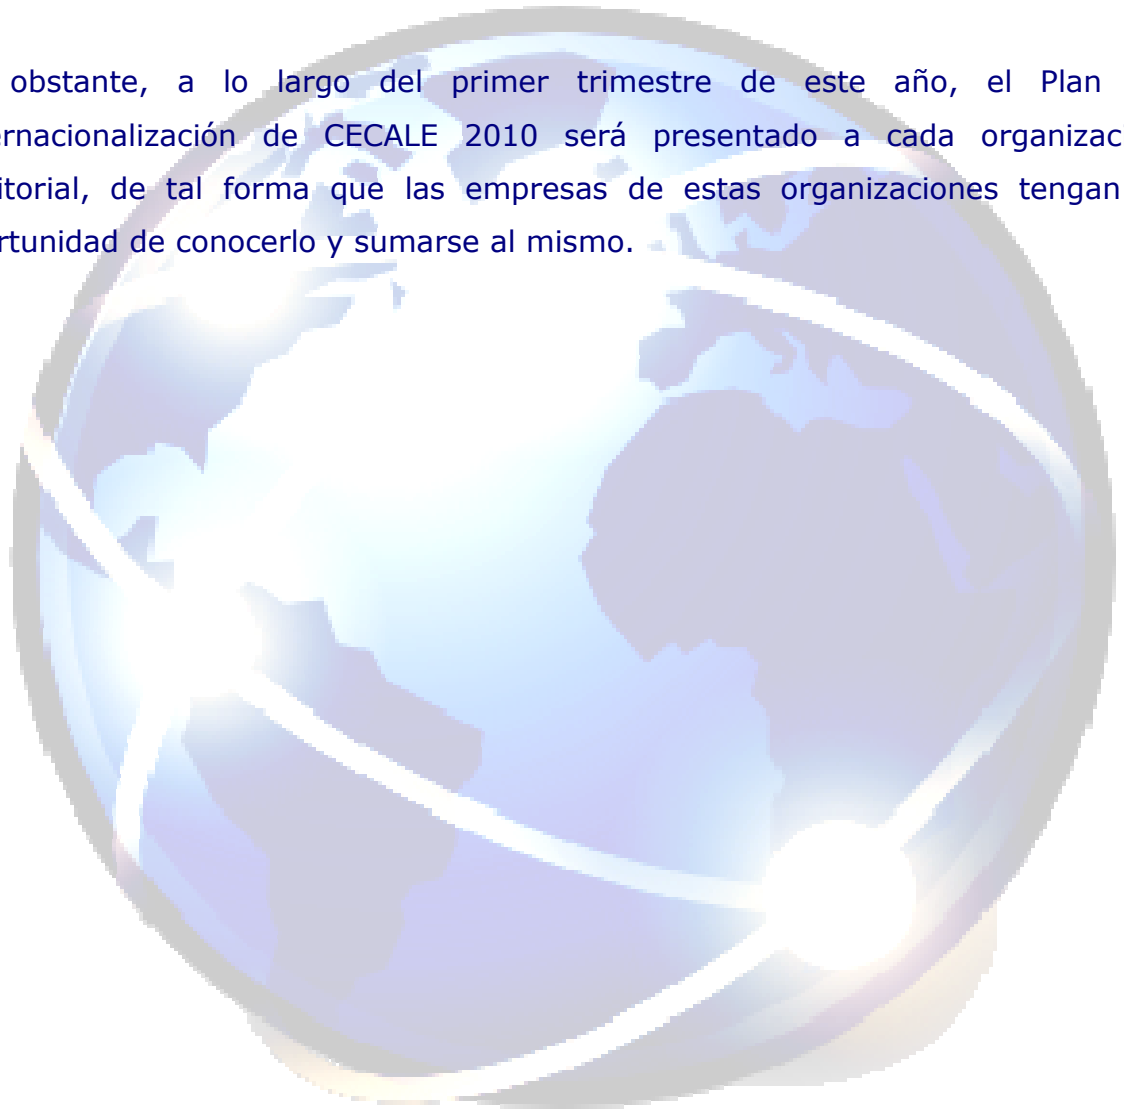 obstante, a lo largo del primer trimestre de este año, el Plan
ernacionalización de CECALE 2010 será presentado a cada organizac
itorial, de tal forma que las empresas de estas organizaciones tengan
rtunidad de conocerlo y sumarse al mismo.